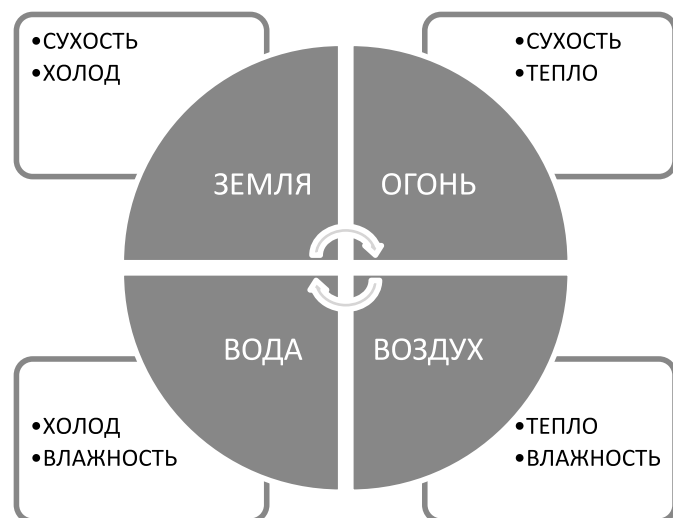 •СУХОСТЬ
•ХОЛОД
•СУХОСТЬ
•ТЕПЛО
ЗЕМЛЯ
ОГОНЬ
ВОДА
ВОЗДУХ
•ХОЛОД
•ВЛАЖНОСТЬ
•ТЕПЛО
•ВЛАЖНОСТЬ